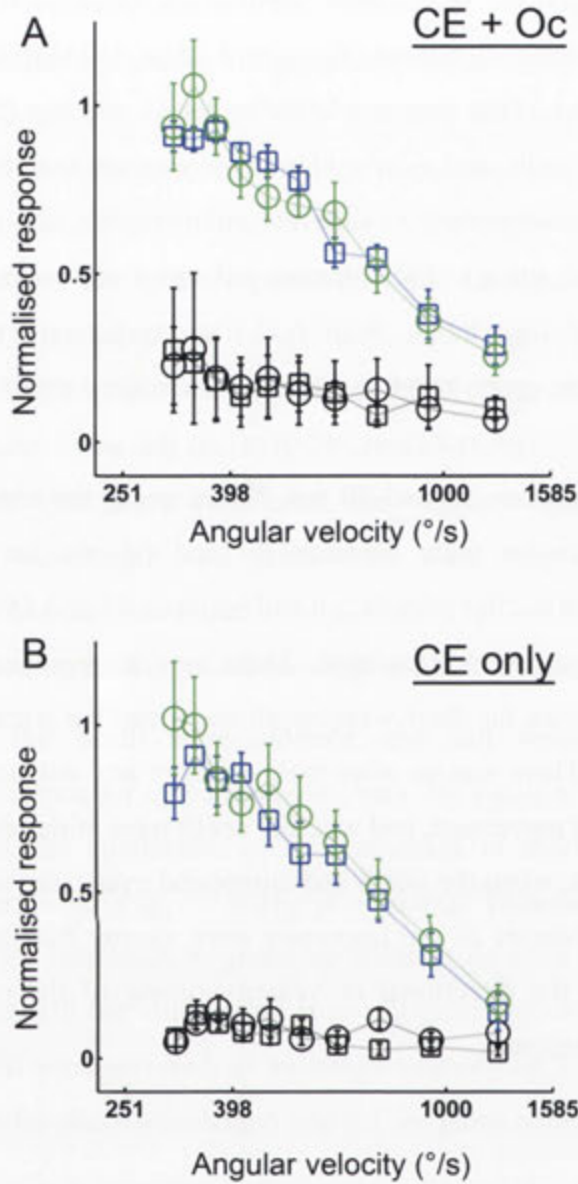 A
CE + Oc
Normalised response
1
0.5
0
251 398 1000 1585
Angular velocity (°/s)
B
CE only
Normalised response
1
0.5
0
251 398 1000 1585
Angular velocity (°/s)